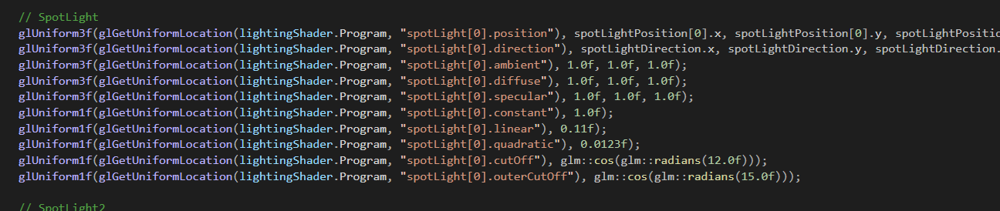 // SpotLight
glUniform3f(glGetUniformLocation(lightingShader.Program, "spotLight[0].position"), spotLightPosition[0].x, spotLightPosition[0].y, spotLightPositio
glUniform3f(glGetUniformLocation(lightingShader.Program, "spotLight[0].direction"), spotLightDirection.x, spotLightDirection.y, spotLightDirection.
glUniform3f(glGetUniformLocation(lightingShader.Program, "spotLight[0].ambient"), 1.0f, 1.0f, 1.0f);
glUniform3f(glGetUniformLocation(lightingShader.Program, "spotLight[0].diffuse"), 1.0f, 1.0f, 1.0f);
glUniform3f(glGetUniformLocation(lightingShader.Program, "spotLight[0].specular"), 1.0f, 1.0f, 1.0f);
glUniform1f(glGetUniformLocation(lightingShader.Program, "spotLight[0].constant"), 1.0f);
glUniform1f(glGetUniformLocation(lightingShader.Program, "spotLight[0].linear"), 0.11f);
glUniform1f(glGetUniformLocation(lightingShader.Program, "spotLight[0].quadratic"), 0.0123f);
glUniform1f(glGetUniformLocation(lightingShader.Program, "spotLight[0].cutOff"), glm::cos(glm::radians(12.0f)));
glUniform1f(glGetUniformLocation(lightingShader.Program, "spotLight[0].outerCutOff"), glm::cos(glm::radians(15.0f)));
// SpotLight2